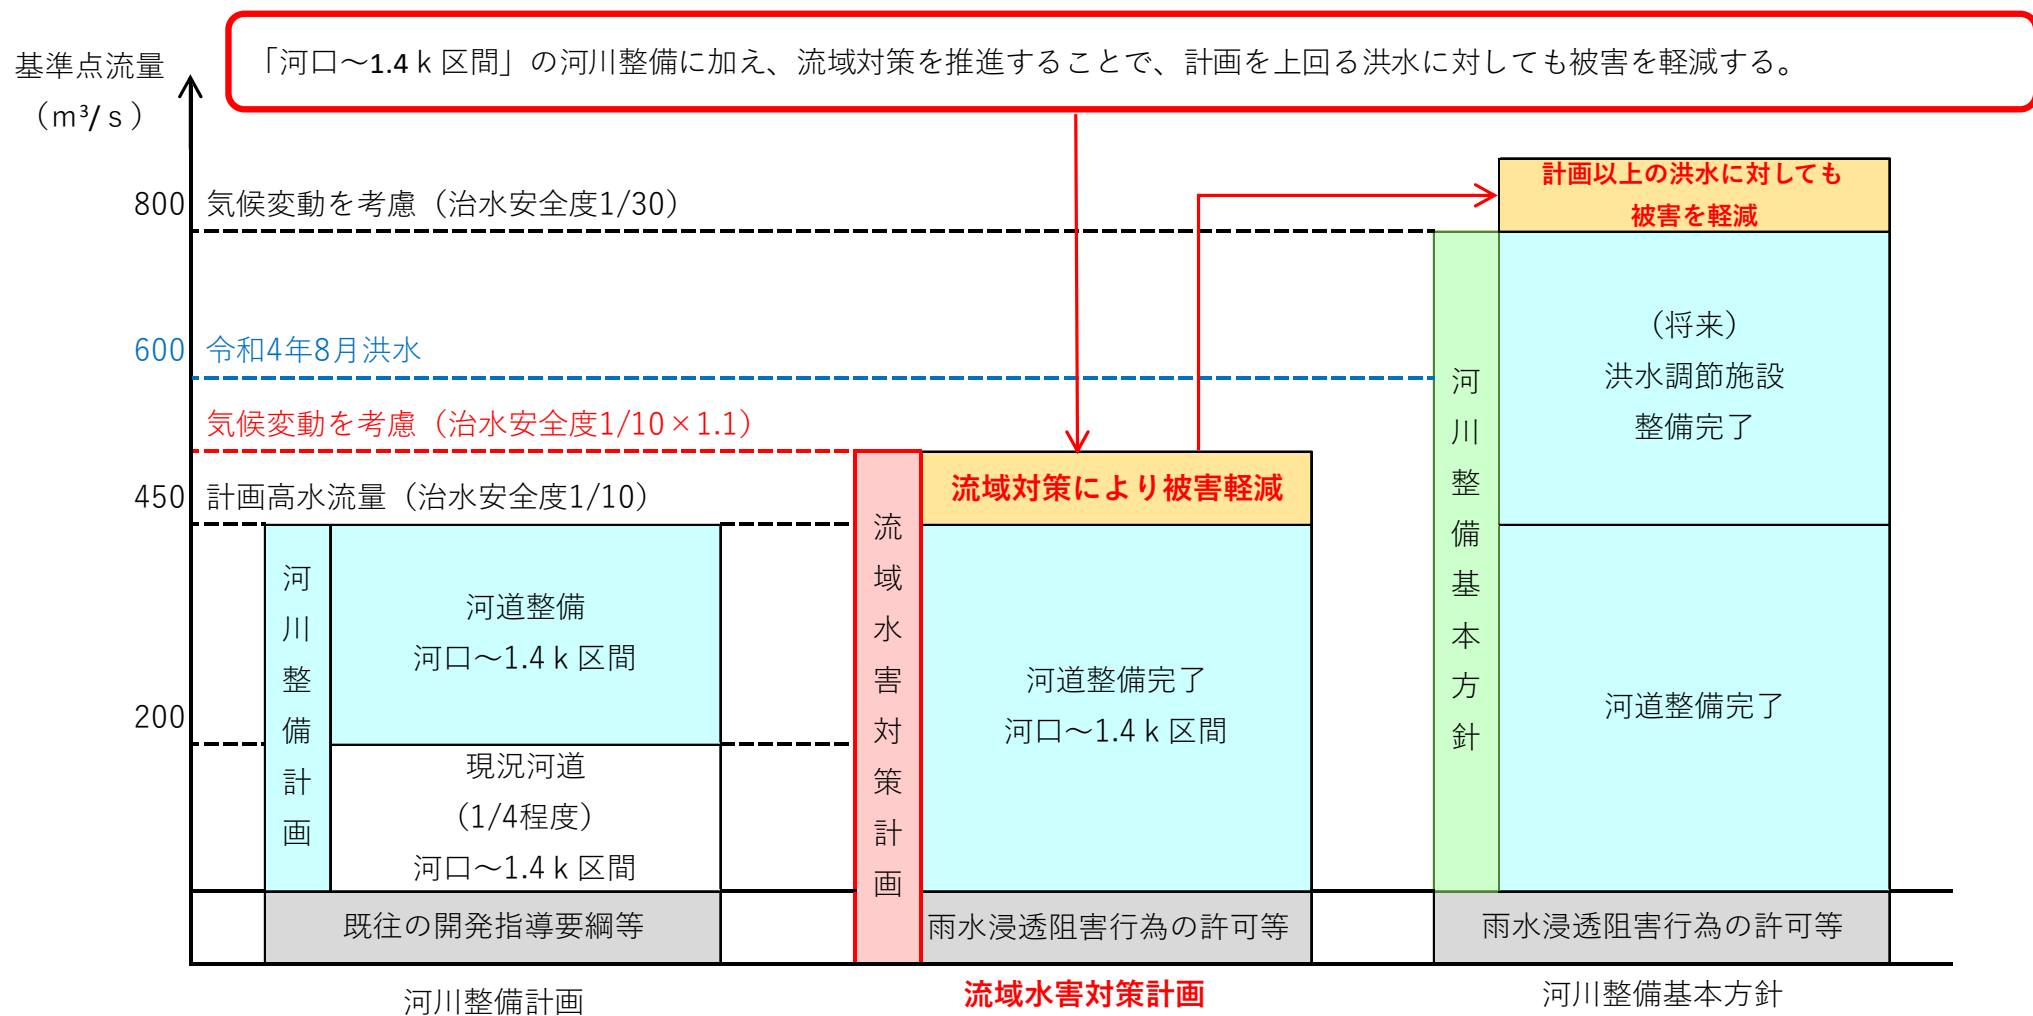 「河口～1.4ｋ区間」の河川整備に加え、流域対策を推進することで、計画を上回る洪水に対しても被害を軽減する。
基準点流量
（m³/ｓ）
800
気候変動を考慮（治水安全度1/30）
600
令和4年8月洪水
気候変動を考慮（治水安全度1/10×1.1）
450
計画高水流量（治水安全度1/10）
200
河川整備計画
河道整備
河口～1.4ｋ区間
現況河道
（1/4程度）
河口～1.4ｋ区間
既往の開発指導要綱等
河川整備計画
流域水害対策計画
流域対策により被害軽減
河道整備完了
河口～1.4ｋ区間
雨水浸透阻害行為の許可等
流域水害対策計画
計画以上の洪水に対しても
被害を軽減
河川整備基本方針
（将来）
洪水調節施設
整備完了
河道整備完了
雨水浸透阻害行為の許可等
河川整備基本方針